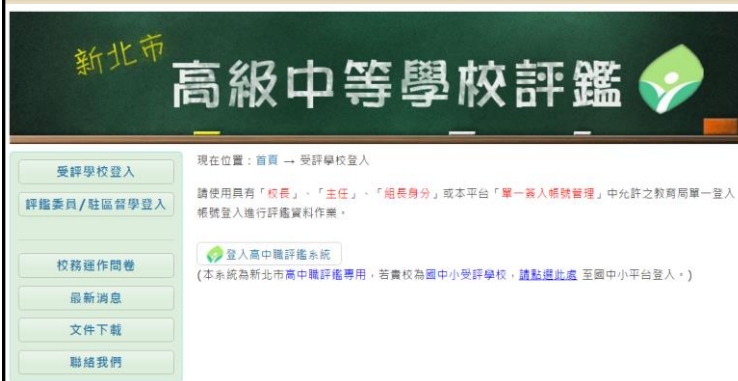 新北市
高級中等學校評鑑
受評學校登入
評鑑委員/駐區督學登入
校務運作問卷
最新消息
文件下載
聯絡我們
現在位置：首頁 → 受評學校登入
請使用具有「校長」、「主任」、「組長身分」或本平台「單一簽入帳號管理」中允許之教育局單一登入
帳號登入進行評鑑資料作業。
登入高中職評鑑系統
(本系統為新北市高中職評鑑專用，若貴校為國中小受評學校，請點選此處 至國中小平台登入。)